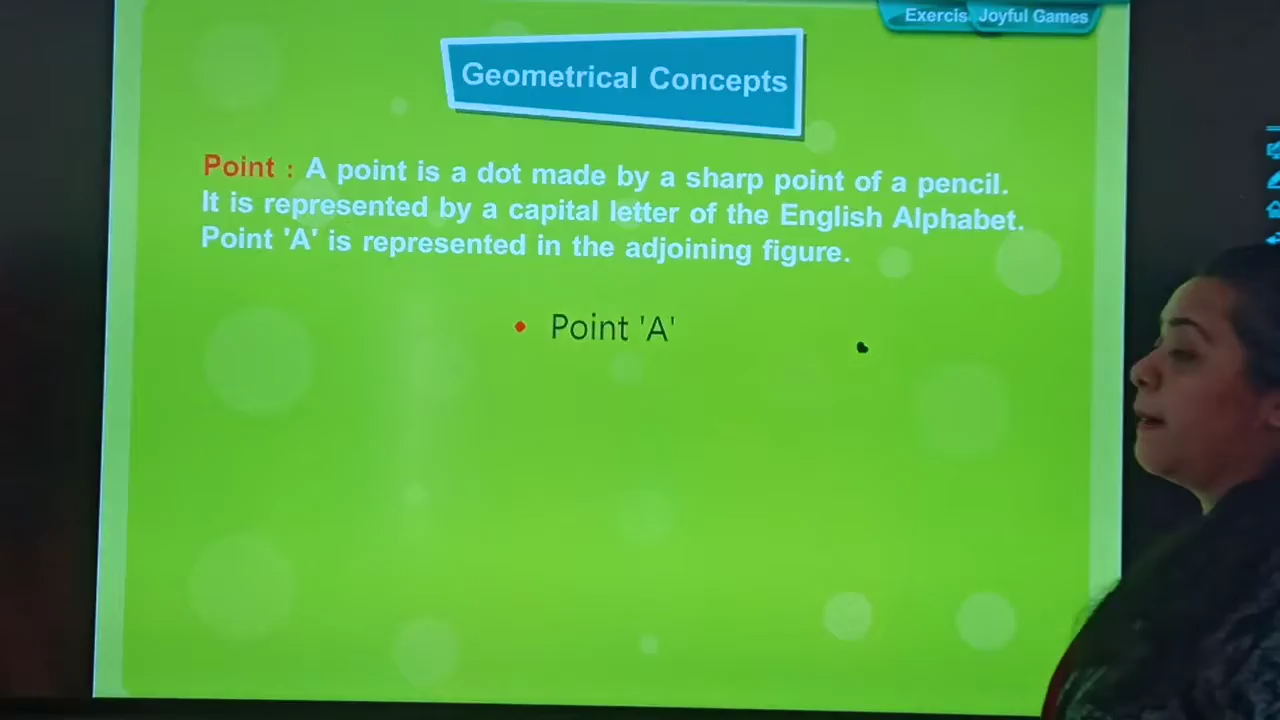 Exercis Joyful Games
Geometrical Concepts
Point : A point is a dot made by a sharp point of a pencil.
It is represented by a capital letter of the English Alphabet.
Point 'A' is represented in the adjoining figure.
Point 'A'